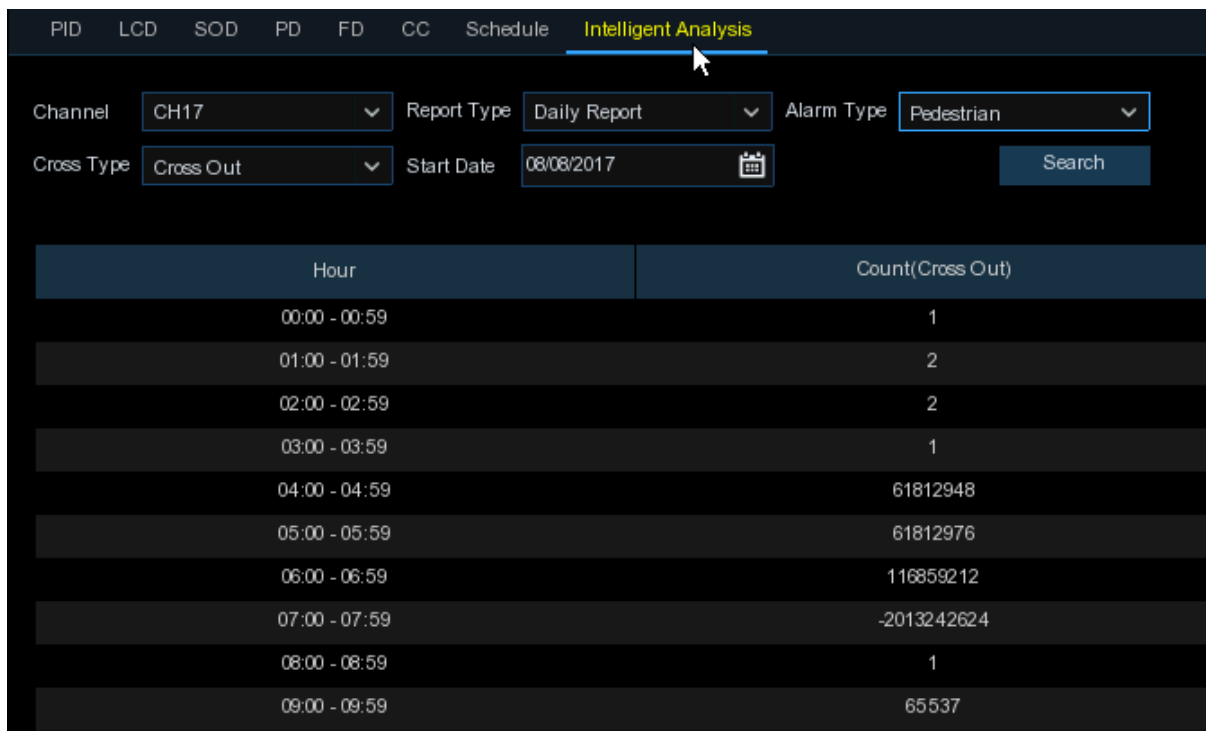 PID LCD SOD PD FD CC Schedule Intelligent Analysis
Channel CH17 Report Type Daily Report Alarm Type Pedestrian
Cross Type Cross Out Start Date 08/08/2017 Search
Hour Count(Cross Out)
00:00 - 00:59 1
01:00 - 01:59 2
02:00 - 02:59 2
03:00 - 03:59 1
04:00 - 04:59 61812948
05:00 - 05:59 61812976
06:00 - 06:59 116859212
07:00 - 07:59 -2013242624
08:00 - 08:59 1
09:00 - 09:59 65537